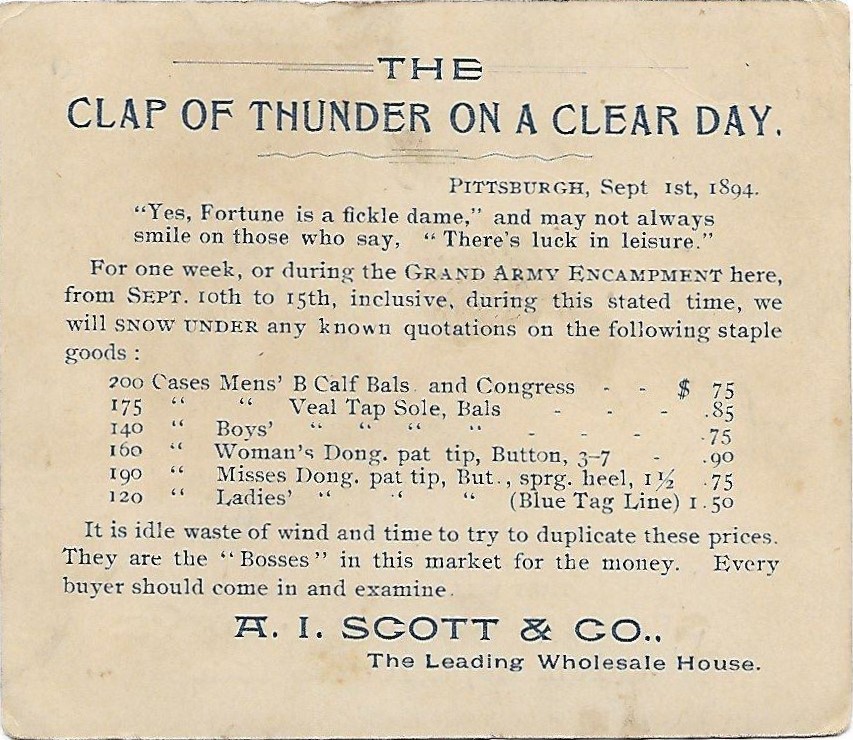 THE
CLAP OF THUNDER ON A CLEAR DAY.
PITTSBURGH, Sept 1st, 1894.
“Yes, Fortune is a fickle dame,” and may not always
smile on those who say, “There's luck in leisure.”
For one week, or during the GRAND ARMY ENCAMPMENT here,
from SEPT. 10th to 15th, inclusive, during this stated time, we
will SNOW UNDER any known quotations on the following staple
goods :
200 Cases Mens' B Calf Bals and Congress - - $ 75
175 “ “ Veal Tap Sole, Bals - - - .85
140 “ Boys' “ “ “ “ - - - .75
160 “ Woman's Dong. pat tip, Button, 3-7 - .90
190 “ Misses Dong. pat tip, But., sprg. heel, 1½ .75
120 “ Ladies' “ “ “ (Blue Tag Line) 1.50
It is idle waste of wind and time to try to duplicate these prices.
They are the “Bosses” in this market for the money. Every
buyer should come in and examine.
A. I. SCOTT & CO.,
The Leading Wholesale House.